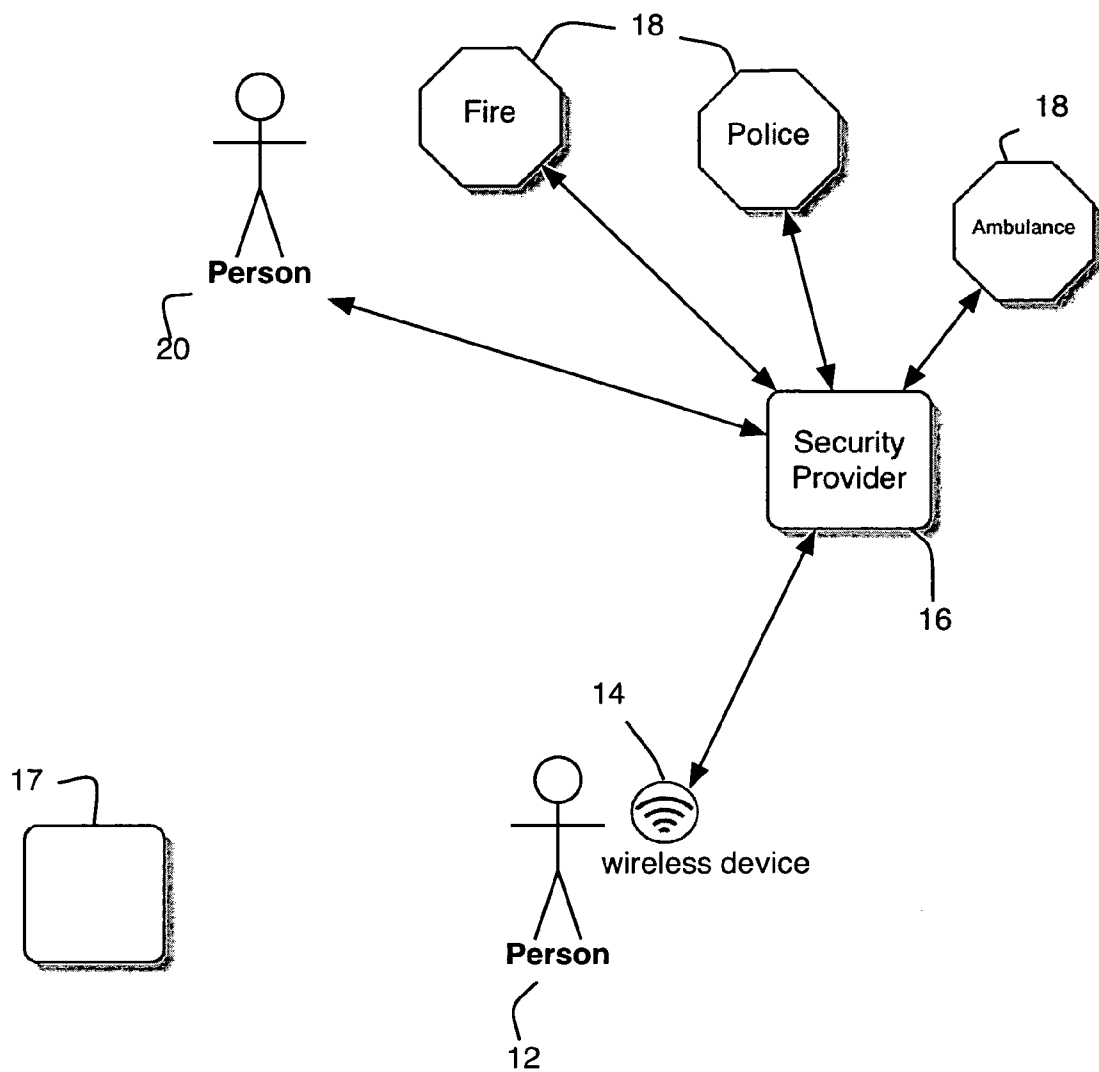 18
Fire
Police
18
Ambulance
Person
20
Security
Provider
16
14
17
wireless device
Person
12